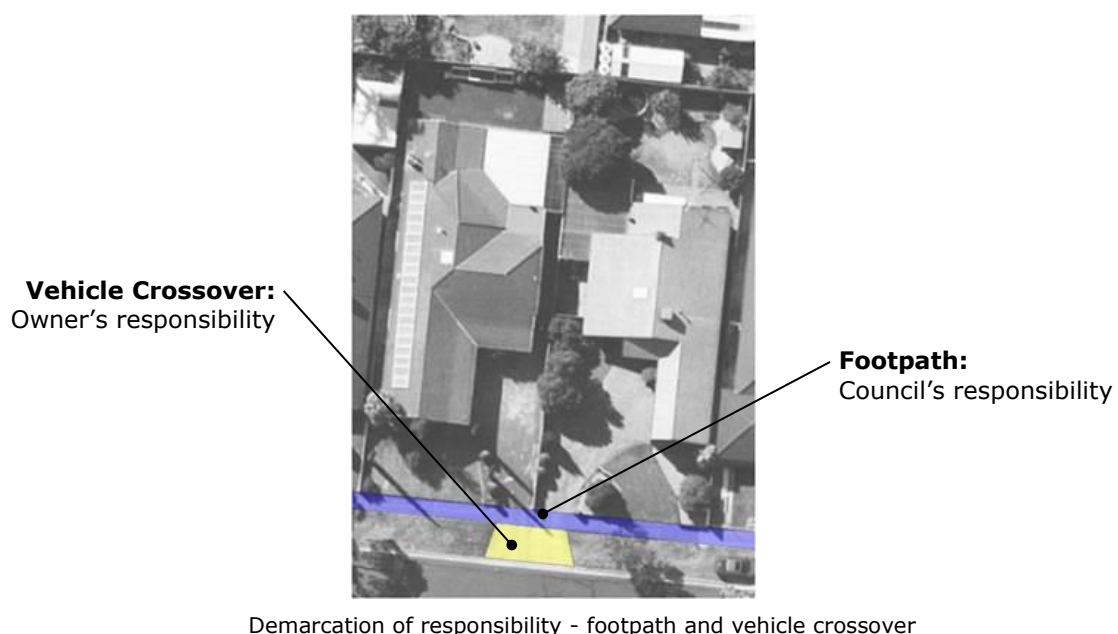 Vehicle Crossover:
Owner’s responsibility
Footpath:
Council’s responsibility
Demarcation of responsibility - footpath and vehicle crossover